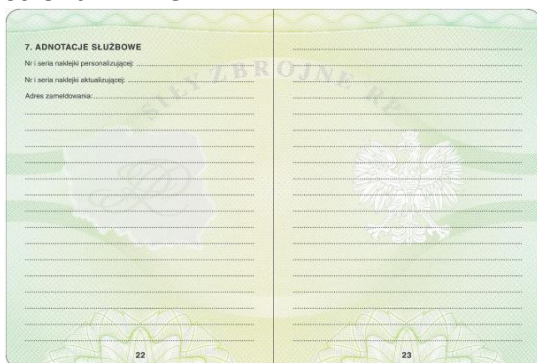 7. ADNOTACJE SŁUŻBOWE
Nr i seria naklejki personalizującej:
Nr i seria naklejki aktualizującej:
Adres zameldowania:
SIŁY ZBROJNE RP
22
23